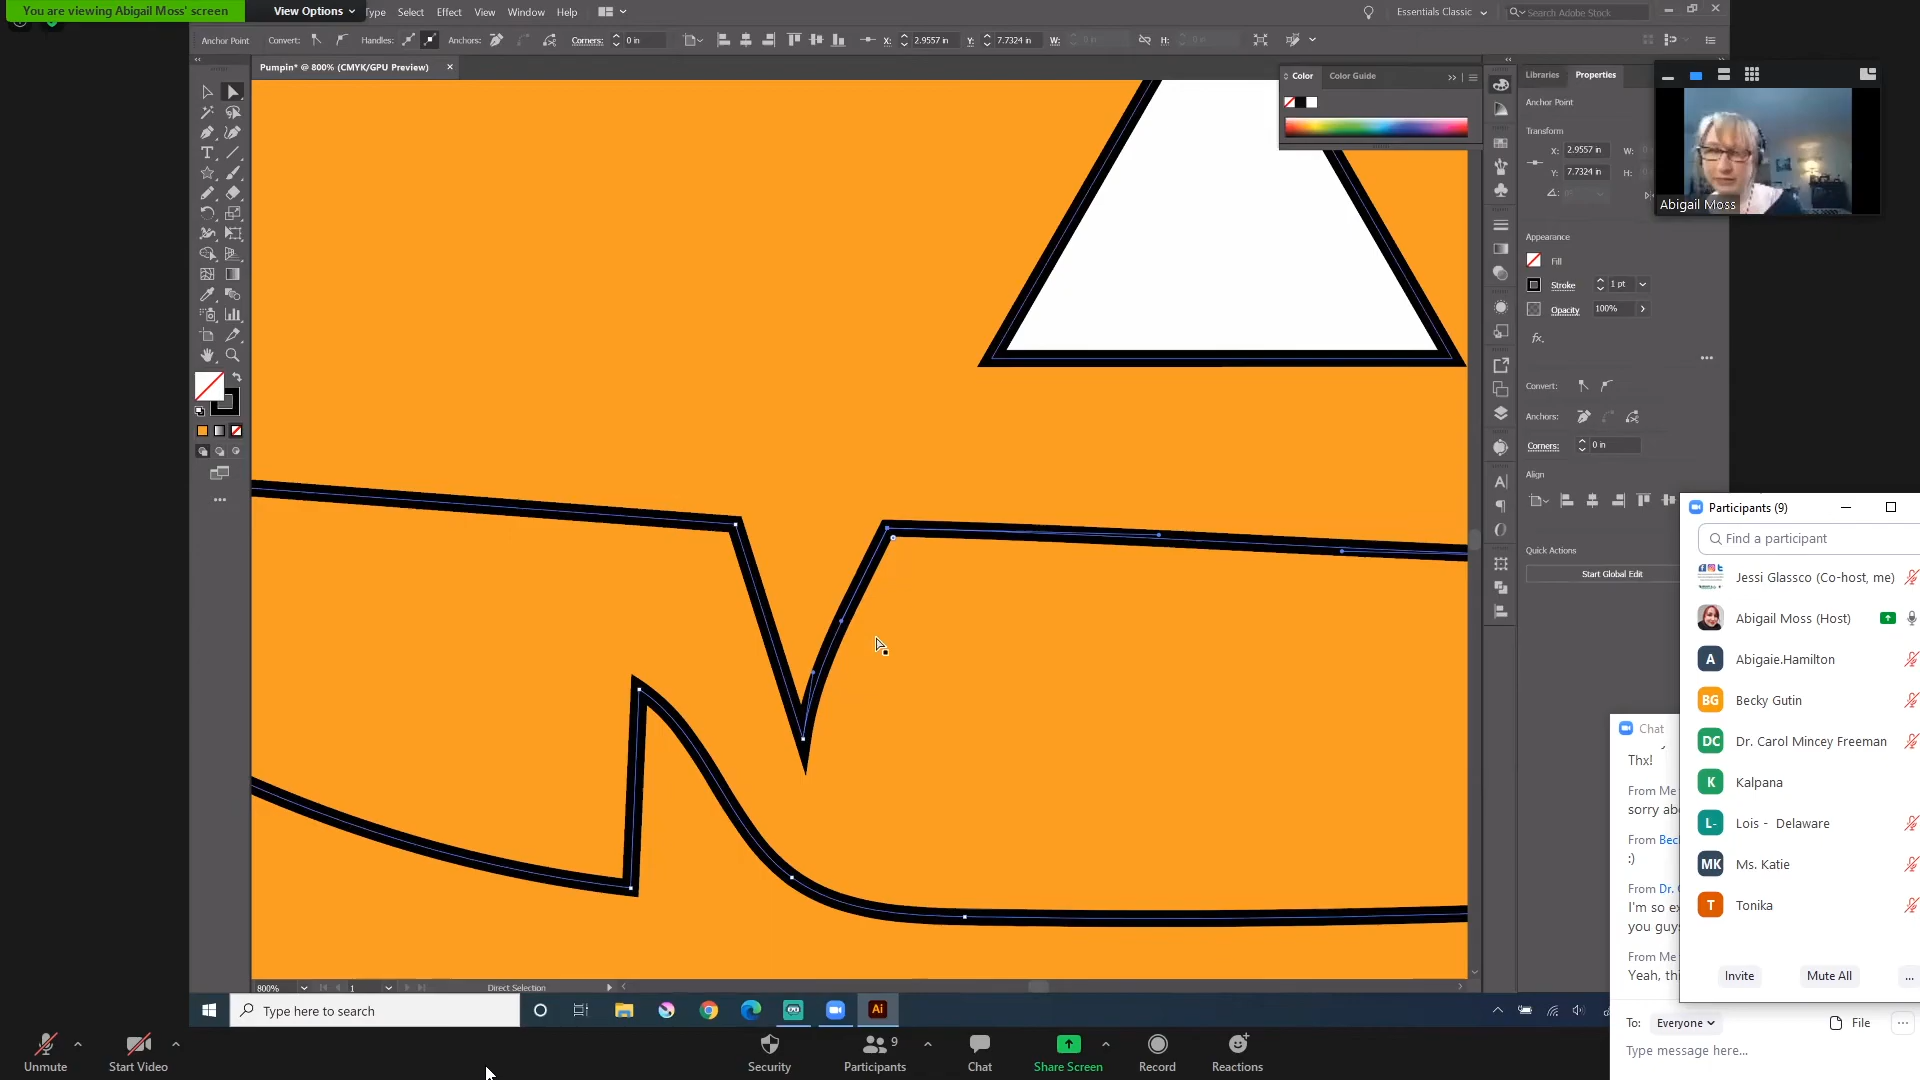 You are viewing Abigail Moss' screen
View Options
Type Select Effect View Window Help
Essentials Classic
Search Adobe Stock
Anchor Point Convert: Handles: Anchors: Corners: 0 in X: 2.9557 in Y: 7.7324 in W: H:
Pumpin* @ 800% (CMYK/GPU Preview)
Color Color Guide
Libraries Properties
Anchor Point
Transform
X: 2.9557 in W:
Y: 7.7324 in H:
Abigail Moss
Appearance
Fill
Stroke 1 pt
Opacity 100%
fx.
Convert:
Anchors:
Corners: 0 in
Align
Quick Actions
Start Global Edit
Participants (9)
Find a participant
Jessi Glassco (Co-host, me)
Abigail Moss (Host)
A Abigaie.Hamilton
BG Becky Gutin
DC Dr. Carol Mincey Freeman
K Kalpana
L- Lois - Delaware
MK Ms. Katie
T Tonika
Invite Mute All ...
Chat
Thx!
From Me
sorry ab
From Bec
:)
From Dr.
I'm so ex
you guy
From Me
Yeah, thi
To: Everyone File
Type message here...
800% 1 Direct Selection
Type here to search
Ai
Unmute
Start Video
Security
Participants 9
Chat
Share Screen
Record
Reactions